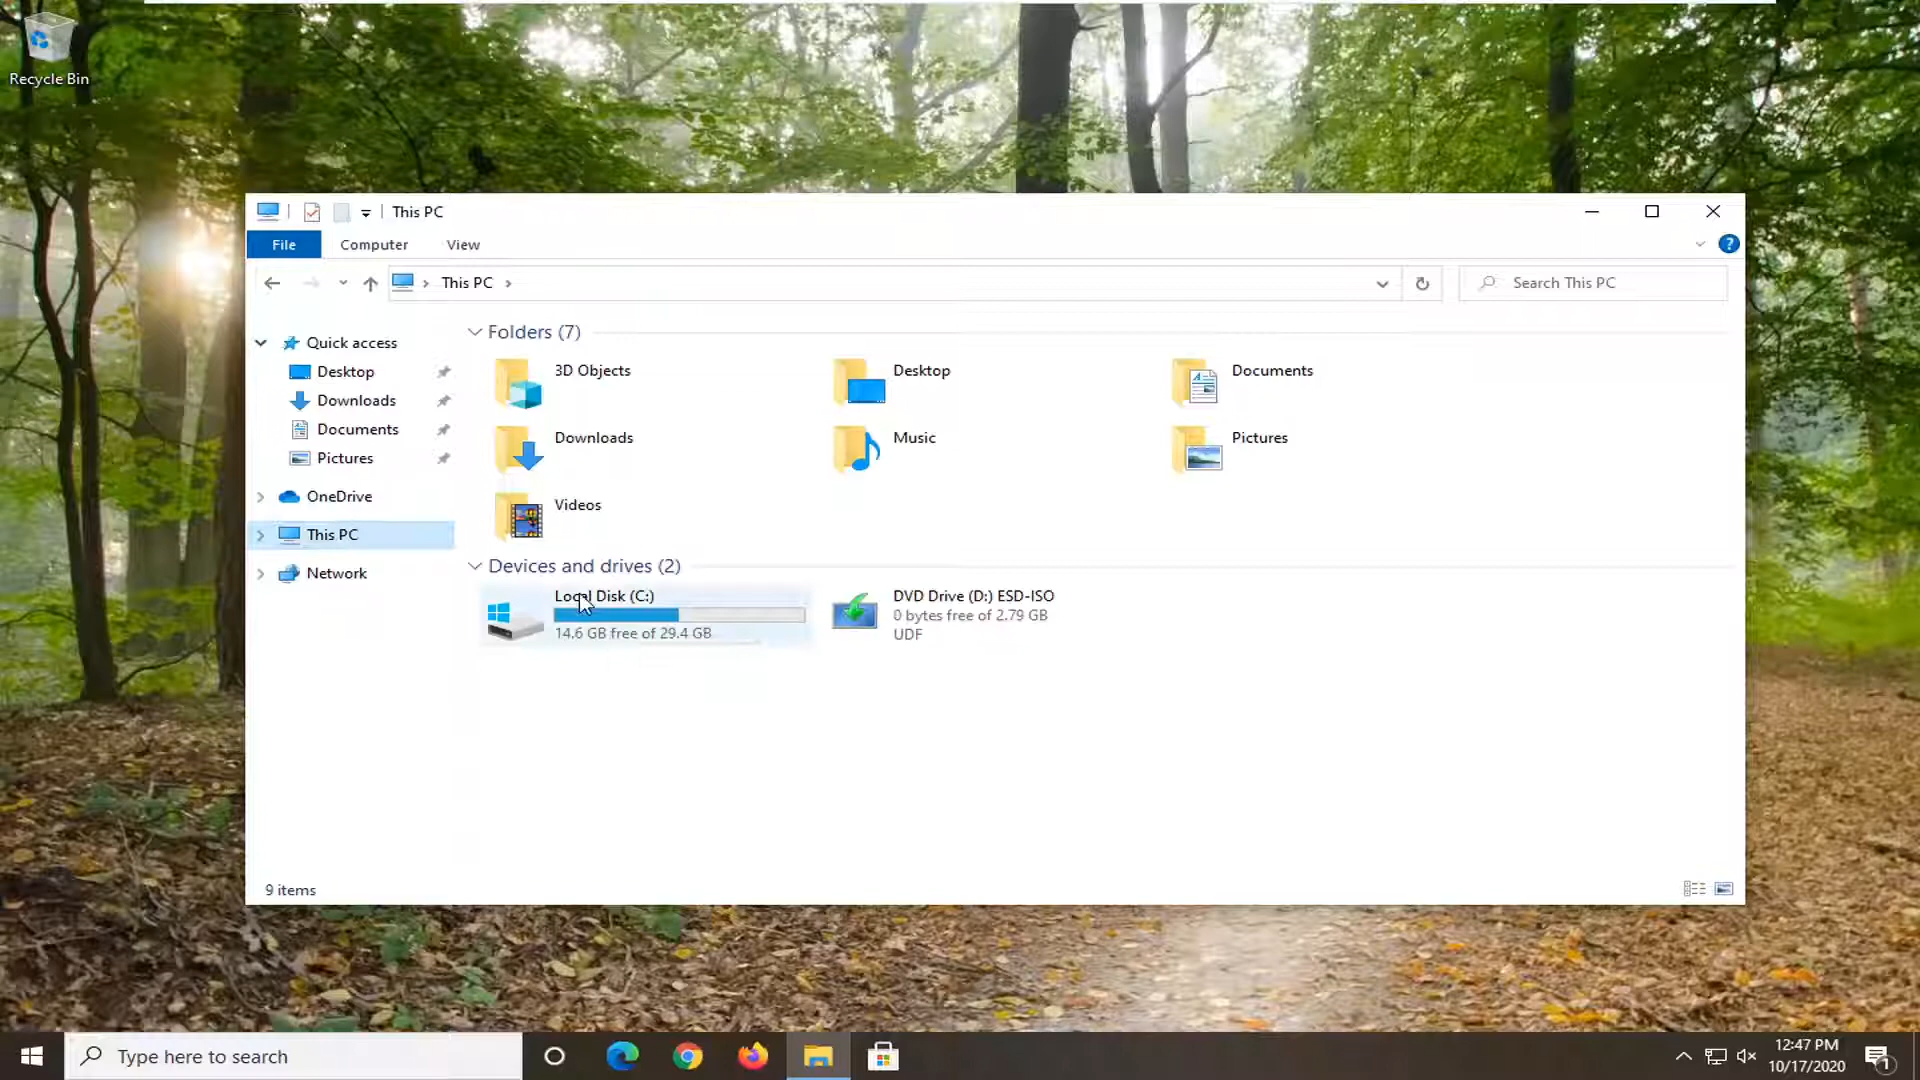 Recycle Bin
This PC
File
Computer
View
This PC
Search This PC
Quick access
Desktop
Downloads
Documents
Pictures
OneDrive
This PC
Network
Folders (7)
3D Objects
Desktop
Documents
Downloads
Music
Pictures
Videos
Devices and drives (2)
Local Disk (C:)
14.6 GB free of 29.4 GB
DVD Drive (D:) ESD-ISO
0 bytes free of 2.79 GB
UDF
9 items
Type here to search
12:47 PM
10/17/2020
1